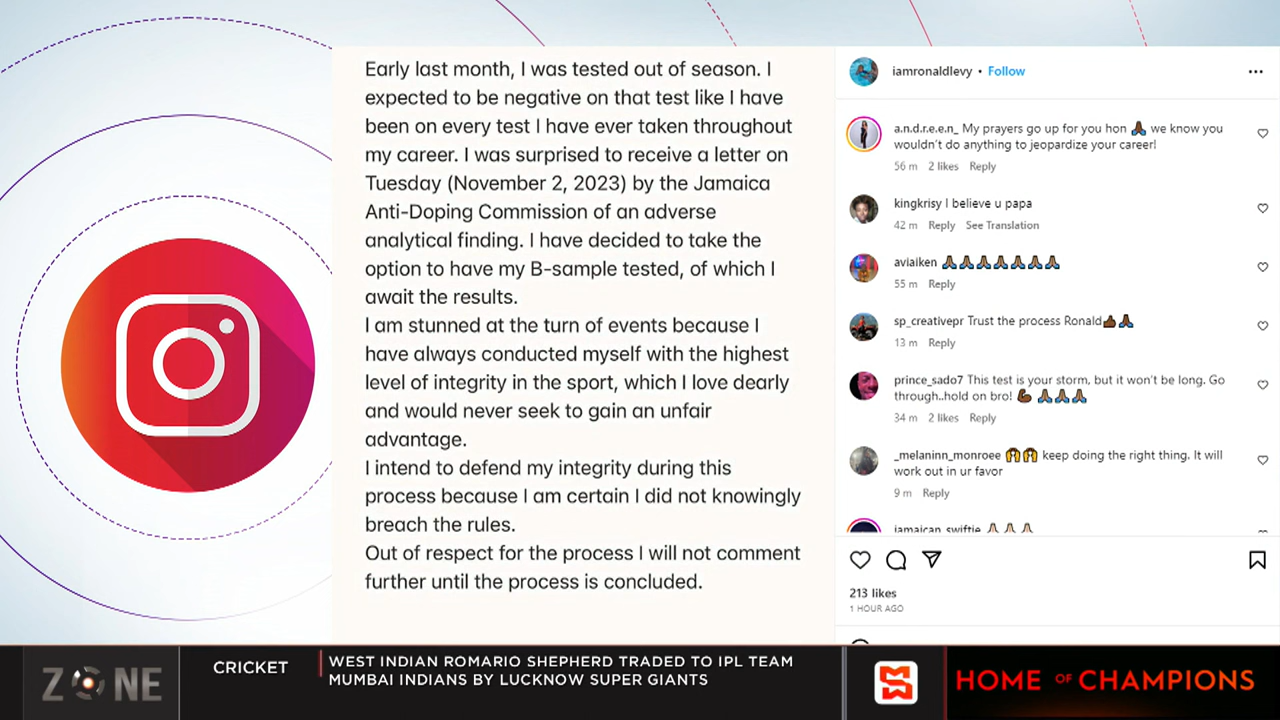 Early last month, I was tested out of season. I
expected to be negative on that test like I have
been on every test I have ever taken throughout
my career. I was surprised to receive a letter on
Tuesday (November 2, 2023) by the Jamaica
Anti-Doping Commission of an adverse
analytical finding. I have decided to take the
option to have my B-sample tested, of which I
await the results.
I am stunned at the turn of events because I
have always conducted myself with the highest
level of integrity in the sport, which I love dearly
and would never seek to gain an unfair
advantage.
I intend to defend my integrity during this
process because I am certain I did not knowingly
breach the rules.
Out of respect for the process I will not comment
further until the process is concluded.
iamronaldlevy • Follow
a.n.d.r.e.e.n_ My prayers go up for you hon 🙏🏾 we know you
wouldn't do anything to jeopardize your career!
56 m 2 likes Reply
kingkrisy I believe u papa
42 m Reply See Translation
aviaiken 🙏🏾🙏🏾🙏🏾🙏🏾🙏🏾🙏🏾🙏🏾
55 m Reply
sp_creativepr Trust the process Ronald👍🏾🙏🏾
13 m Reply
prince_sado7 This test is your storm, but it won't be long. Go
through..hold on bro! 💪🏾 🙏🏾🙏🏾🙏🏾
34 m 2 likes Reply
_melaninn_monroee 🙌🙌 keep doing the right thing. It will
work out in ur favor
9 m Reply
jamaican_swiftie 🙏🏽🙏🏽🙏🏽
213 likes
1 HOUR AGO
ZONE
CRICKET
WEST INDIAN ROMARIO SHEPHERD TRADED TO IPL TEAM
MUMBAI INDIANS BY LUCKNOW SUPER GIANTS
HOME OF CHAMPIONS